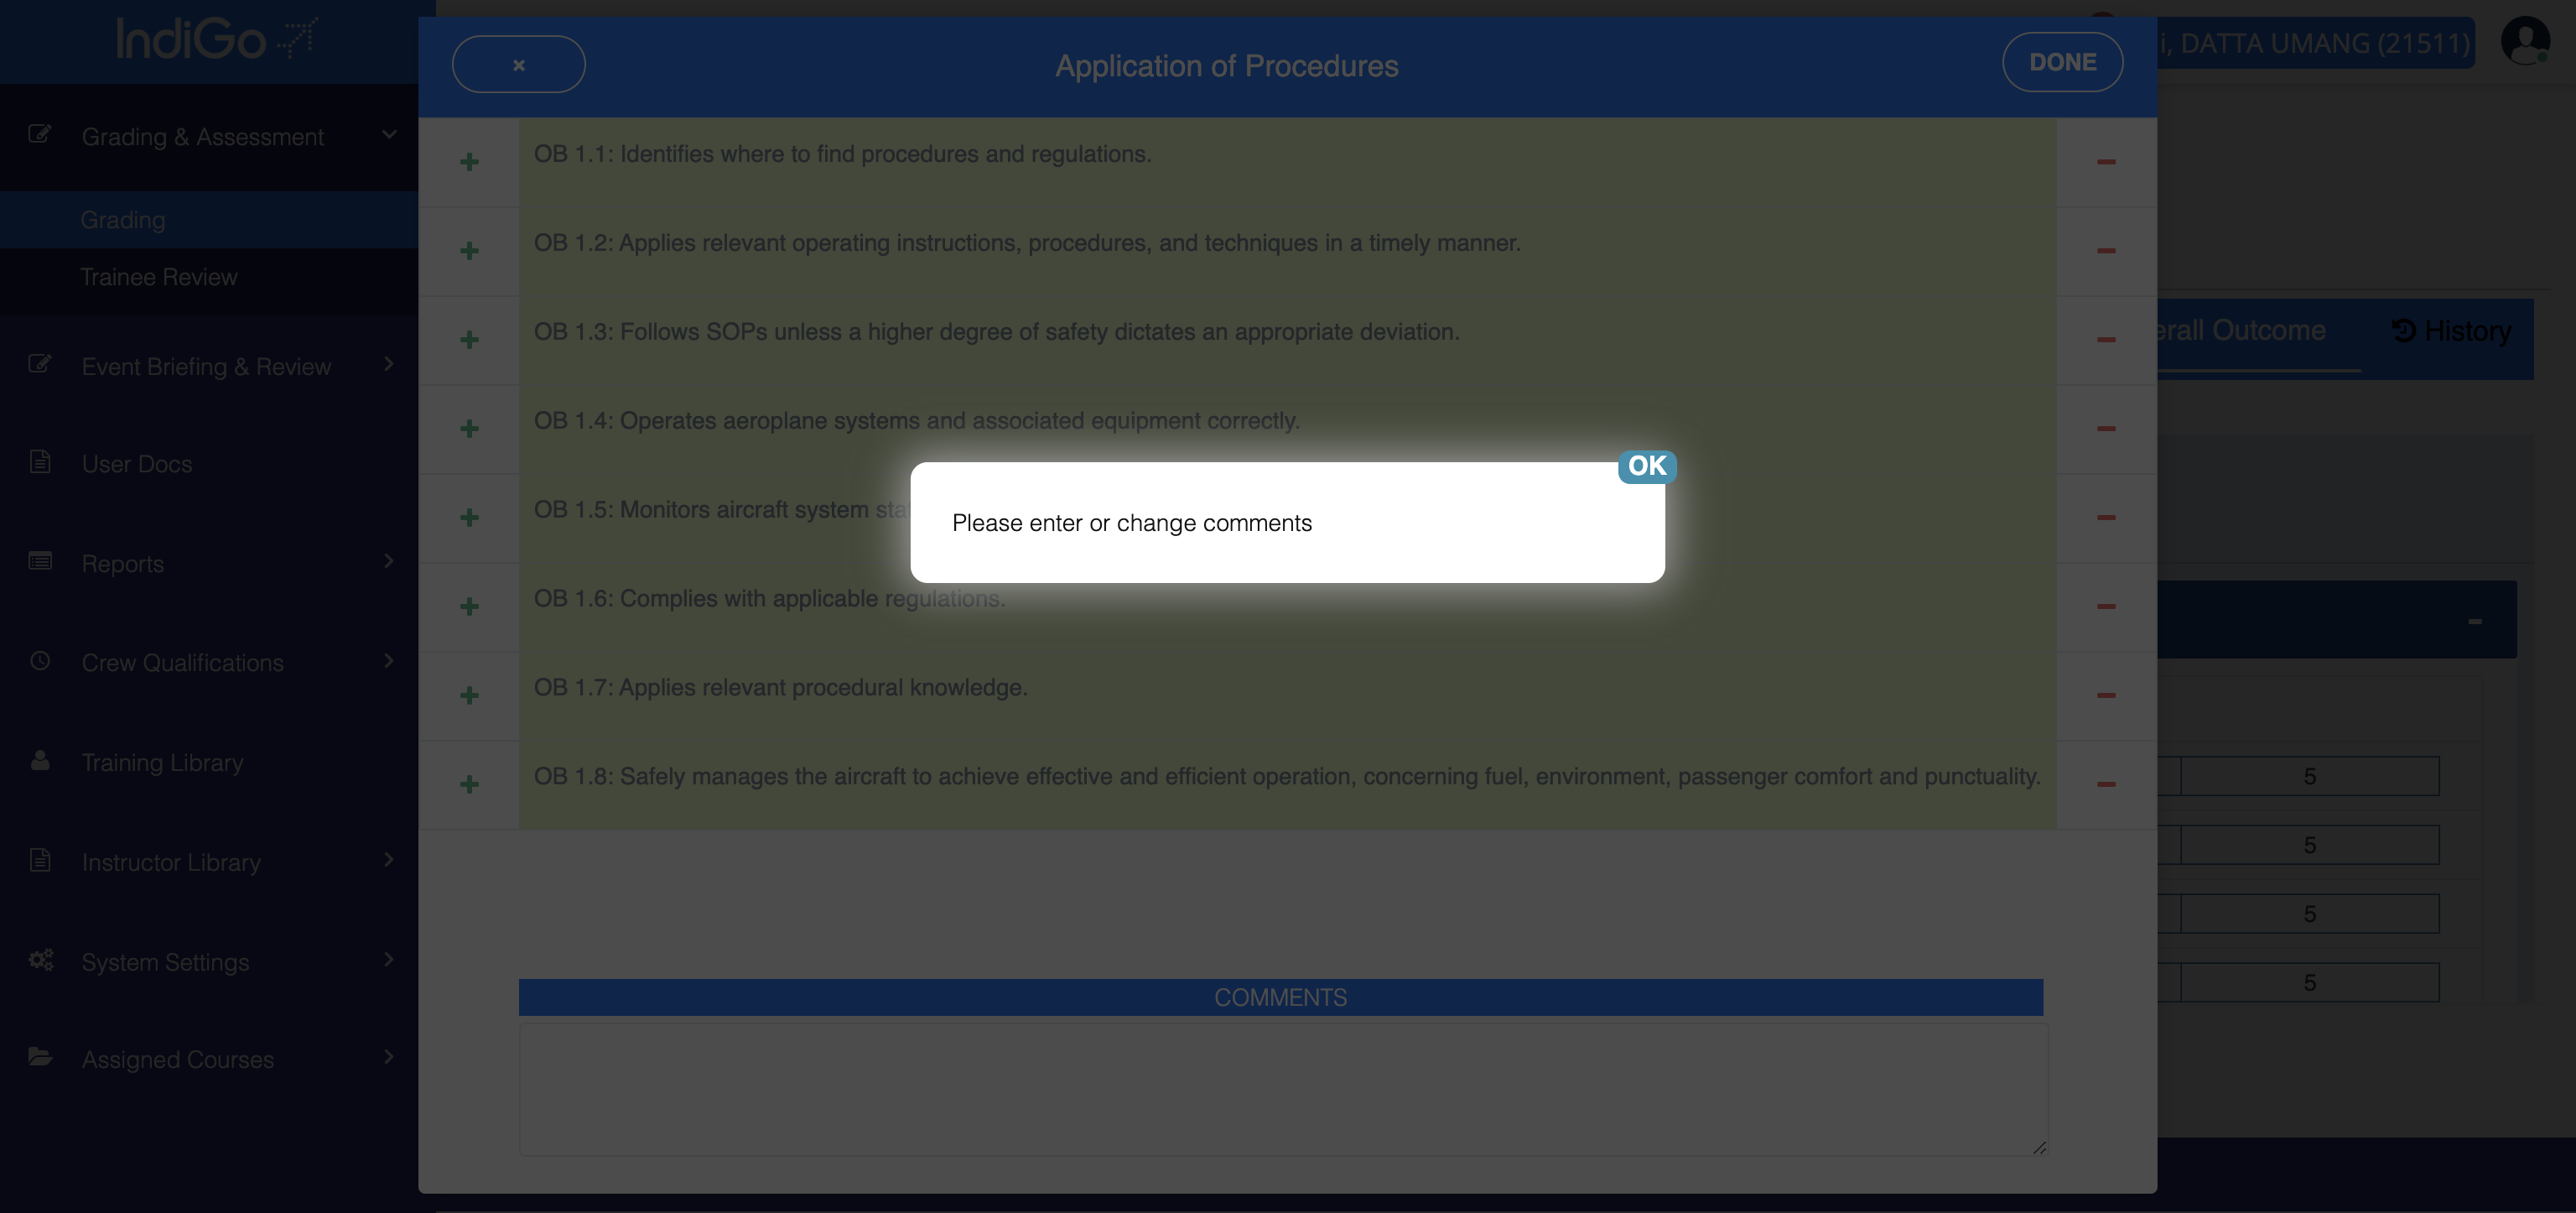 IndiGo
Application of Procedures
DONE
i, DATTA UMANG (21511)
Grading & Assessment
Grading
Trainee Review
Event Briefing & Review
User Docs
Reports
Crew Qualifications
Training Library
Instructor Library
System Settings
Assigned Courses
OB 1.1: Identifies where to find procedures and regulations.
OB 1.2: Applies relevant operating instructions, procedures, and techniques in a timely manner.
OB 1.3: Follows SOPs unless a higher degree of safety dictates an appropriate deviation.
OB 1.4: Operates aeroplane systems and associated equipment correctly.
OB 1.5: Monitors aircraft system
OB 1.6: Complies with applicable regulations.
OB 1.7: Applies relevant procedural knowledge.
OB 1.8: Safely manages the aircraft to achieve effective and efficient operation, concerning fuel, environment, passenger comfort and punctuality.
OK
Please enter or change comments
COMMENTS
Outcome
History
5
5
5
5